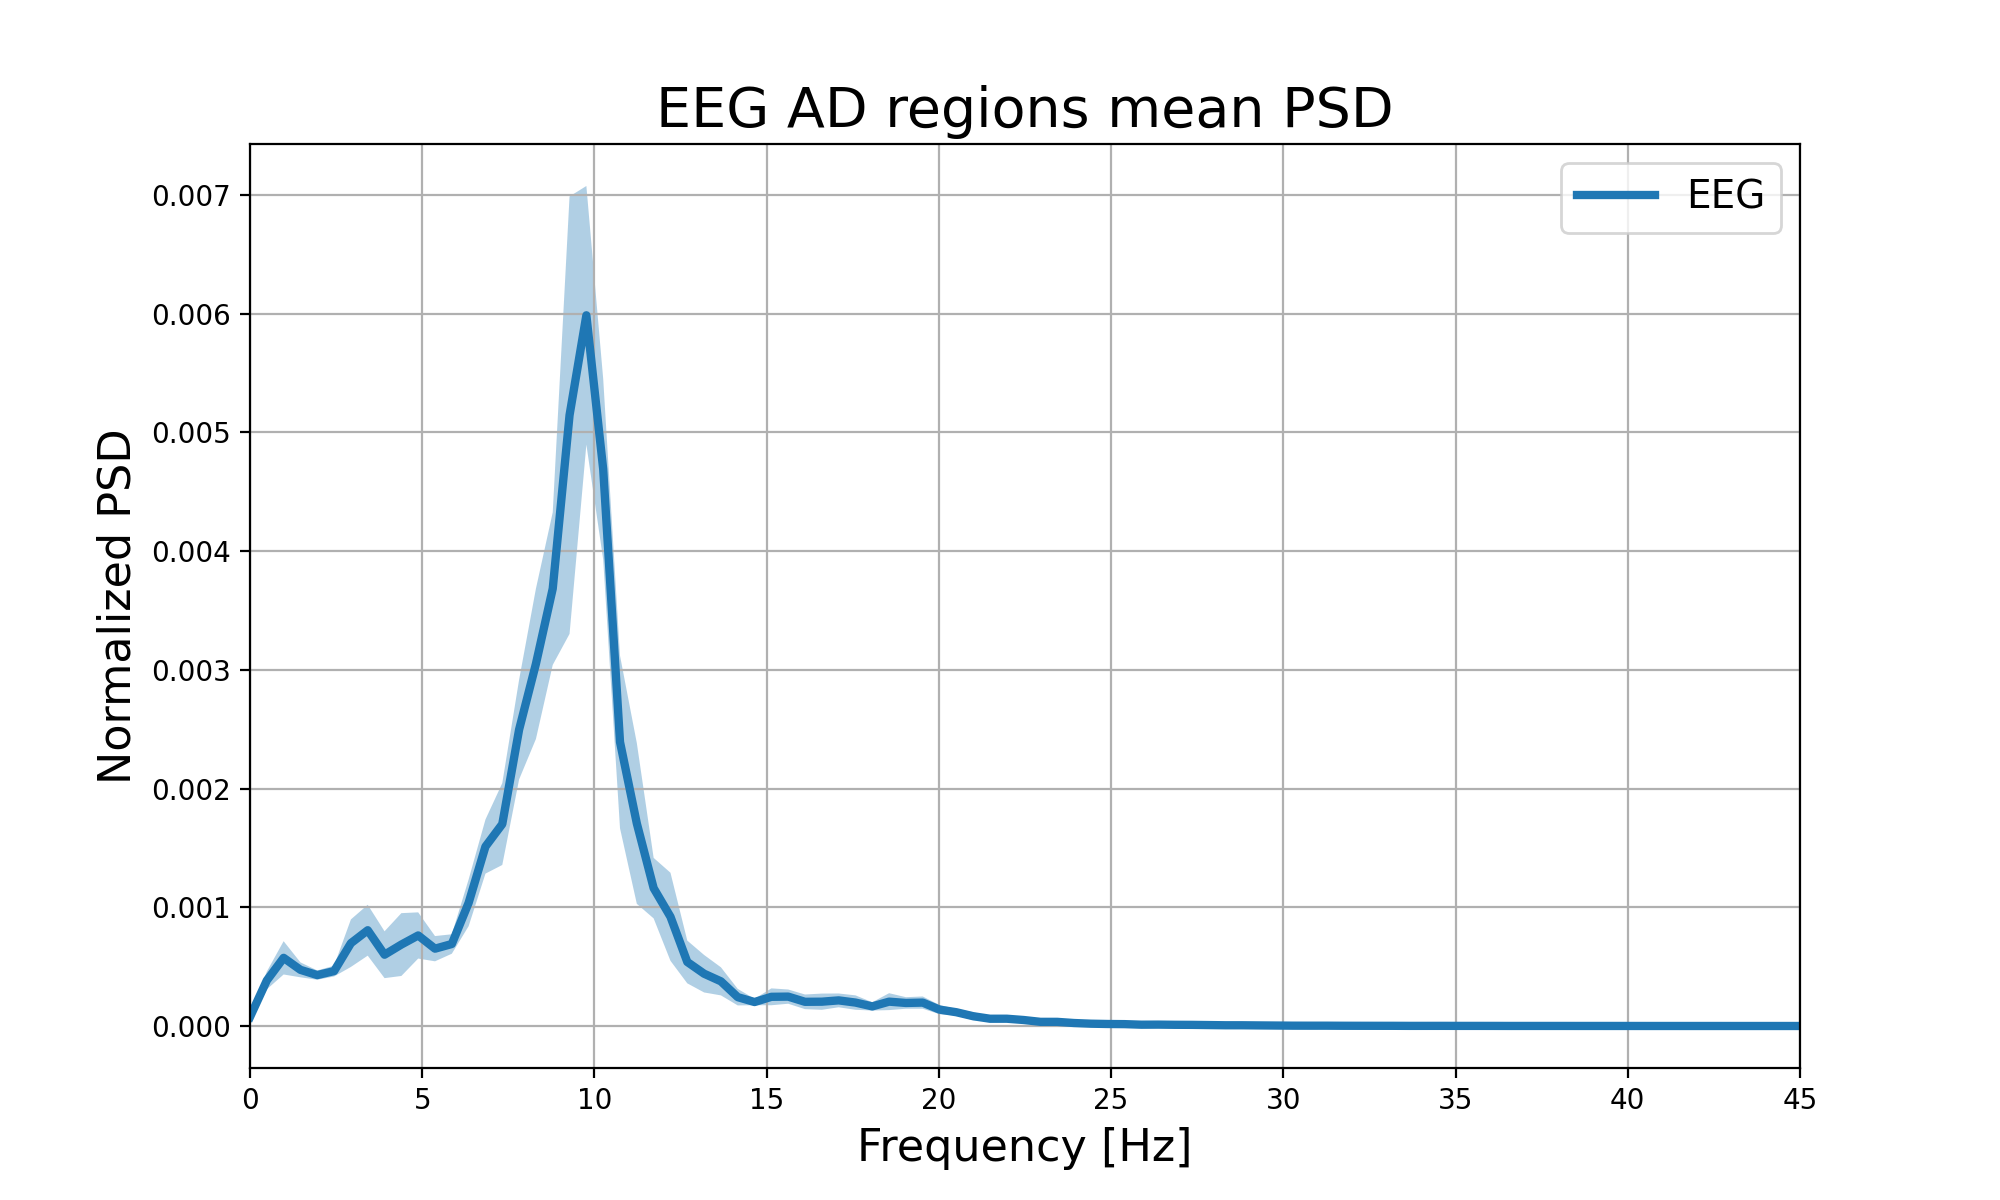 EEG AD regions mean PSD
EEG
Normalized PSD
0.007
0.006
0.005
0.004
0.003
0.002
0.001
0.000
0 5 10 15 20 25 30 35 40 45
Frequency [Hz]